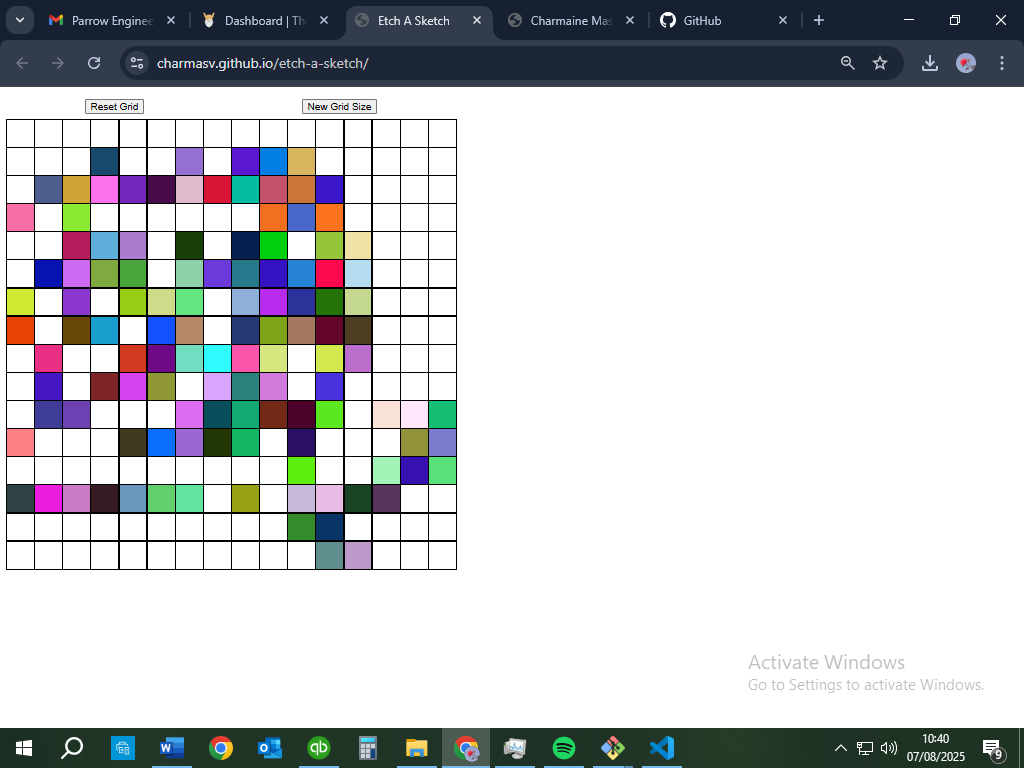 Parrow Enginee
Dashboard | Th
Etch A Sketch
Charmaine Mas
GitHub
charmasv.github.io/etch-a-sketch/
Reset Grid
New Grid Size
Activate Windows
Go to Settings to activate Windows.
10:40
07/08/2025
9